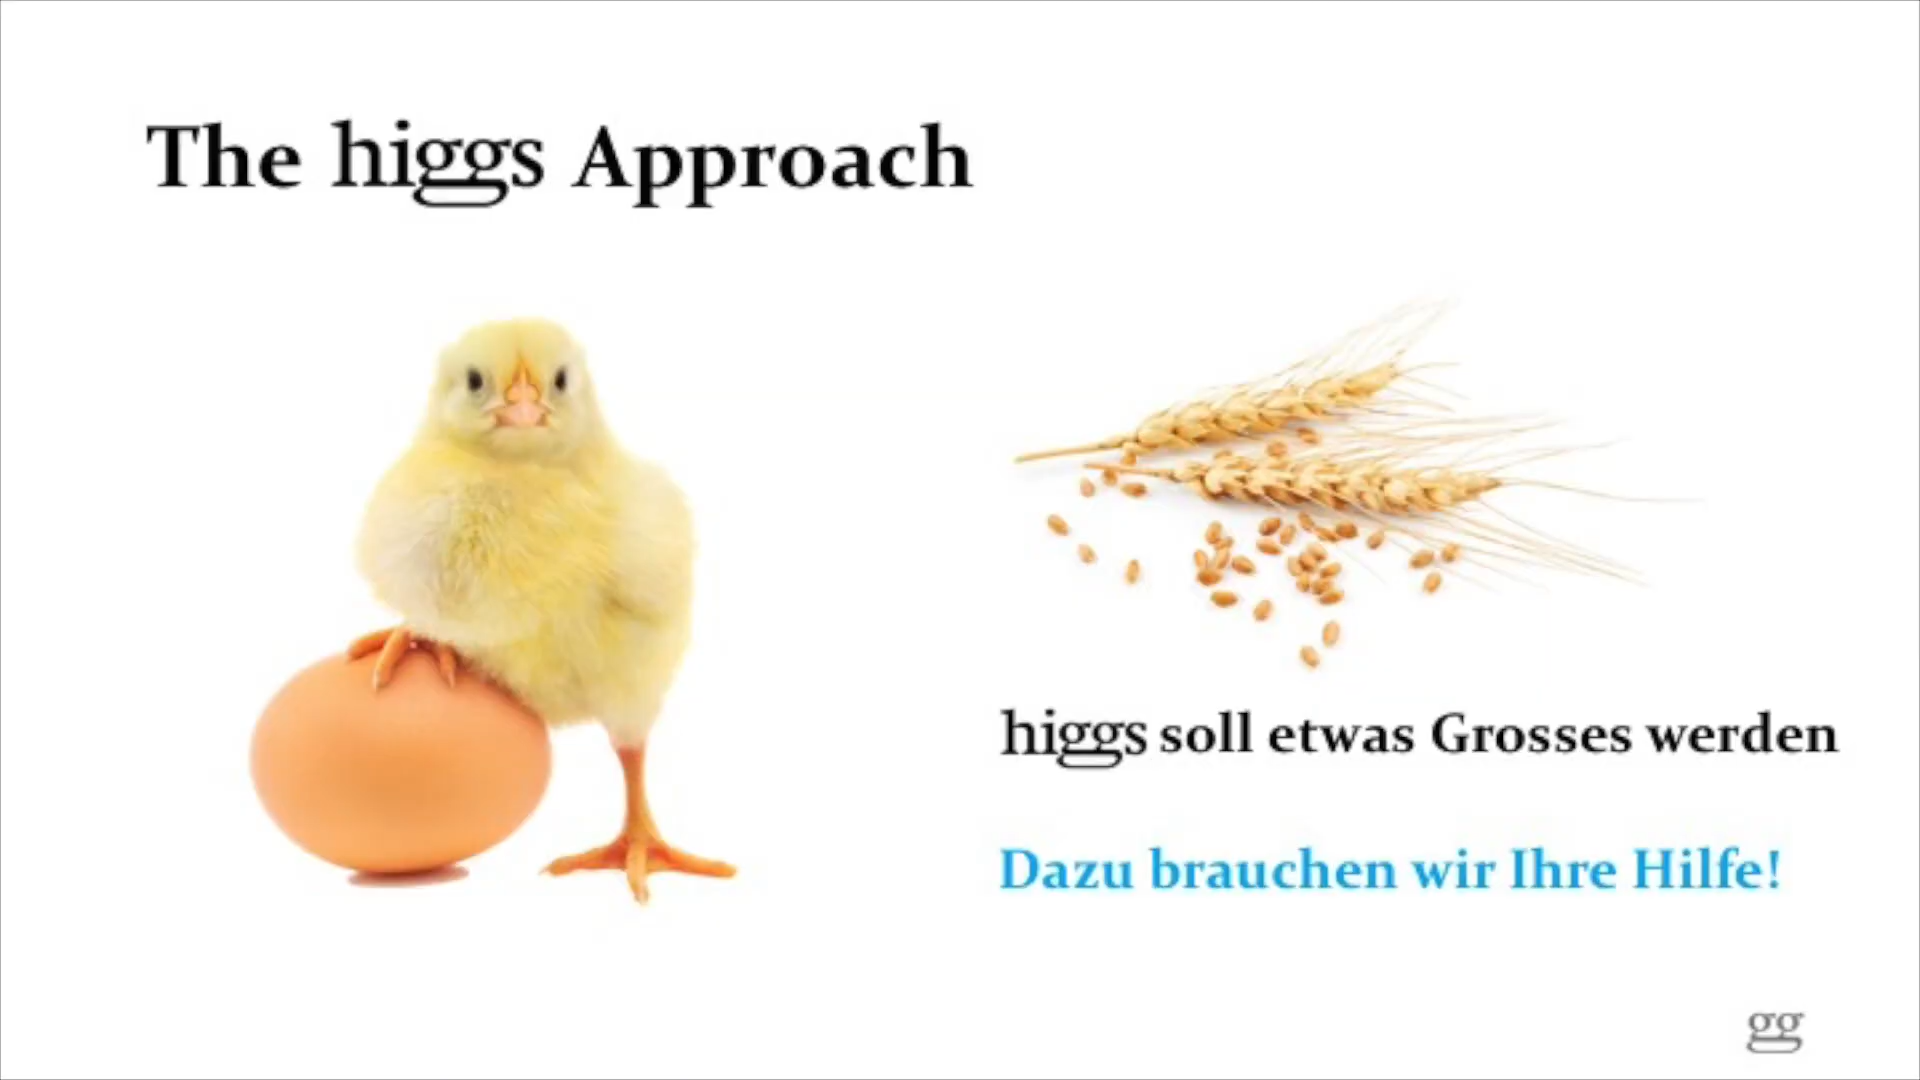 The higgs Approach
higgs soll etwas Grosses werden
Dazu brauchen wir Ihre Hilfe!
gg